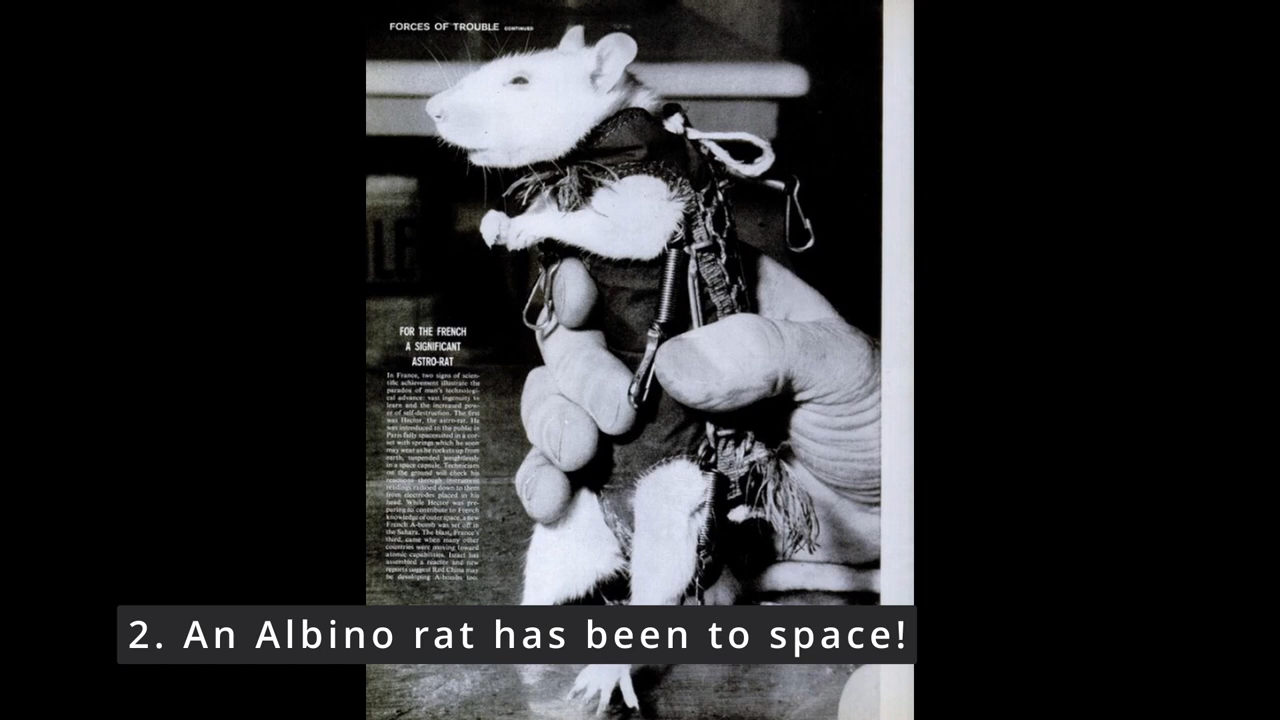 FORCES OF TROUBLE CONTINUED
FOR THE FRENCH
A SIGNIFICANT
ASTRO-RAT
In France, two signs of scien-
tific achievement illustrate the
paradox of man's technologi-
cal advance: vast ingenuity to
learn and the increased pow-
er of self-destruction. The first
was Hector, the astro-rat. He
was introduced to the public in
Paris fully spacesuited in a cor-
set with springs which he soon
may wear as he rockets up from
earth, suspended weightlessly
in a space capsule. Technicians
on the ground will check his
reactions through instrument
readings radioed down to them
from electrodes placed in his
head. While Hector was pre-
paring to contribute to French
knowledge of outer space, a new
French A-bomb was set off in
the Sahara. The blast, France's
third, came when many other
countries were moving toward
atomic capabilities. Israel has
assembled a reactor and new
reports suggest Red China may
be developing A-bombs too.
2. An Albino rat has been to space!